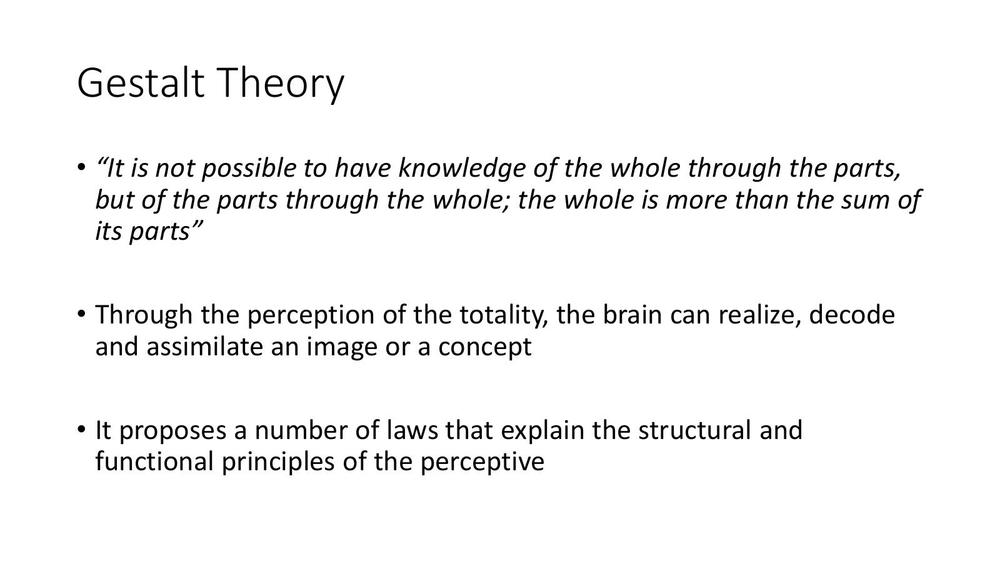 Gestalt Theory
• “It is not possible to have knowledge of the whole through the parts,
but of the parts through the whole; the whole is more than the sum of
its parts”
• Through the perception of the totality, the brain can realize, decode
and assimilate an image or a concept
• It proposes a number of laws that explain the structural and
functional principles of the perceptive